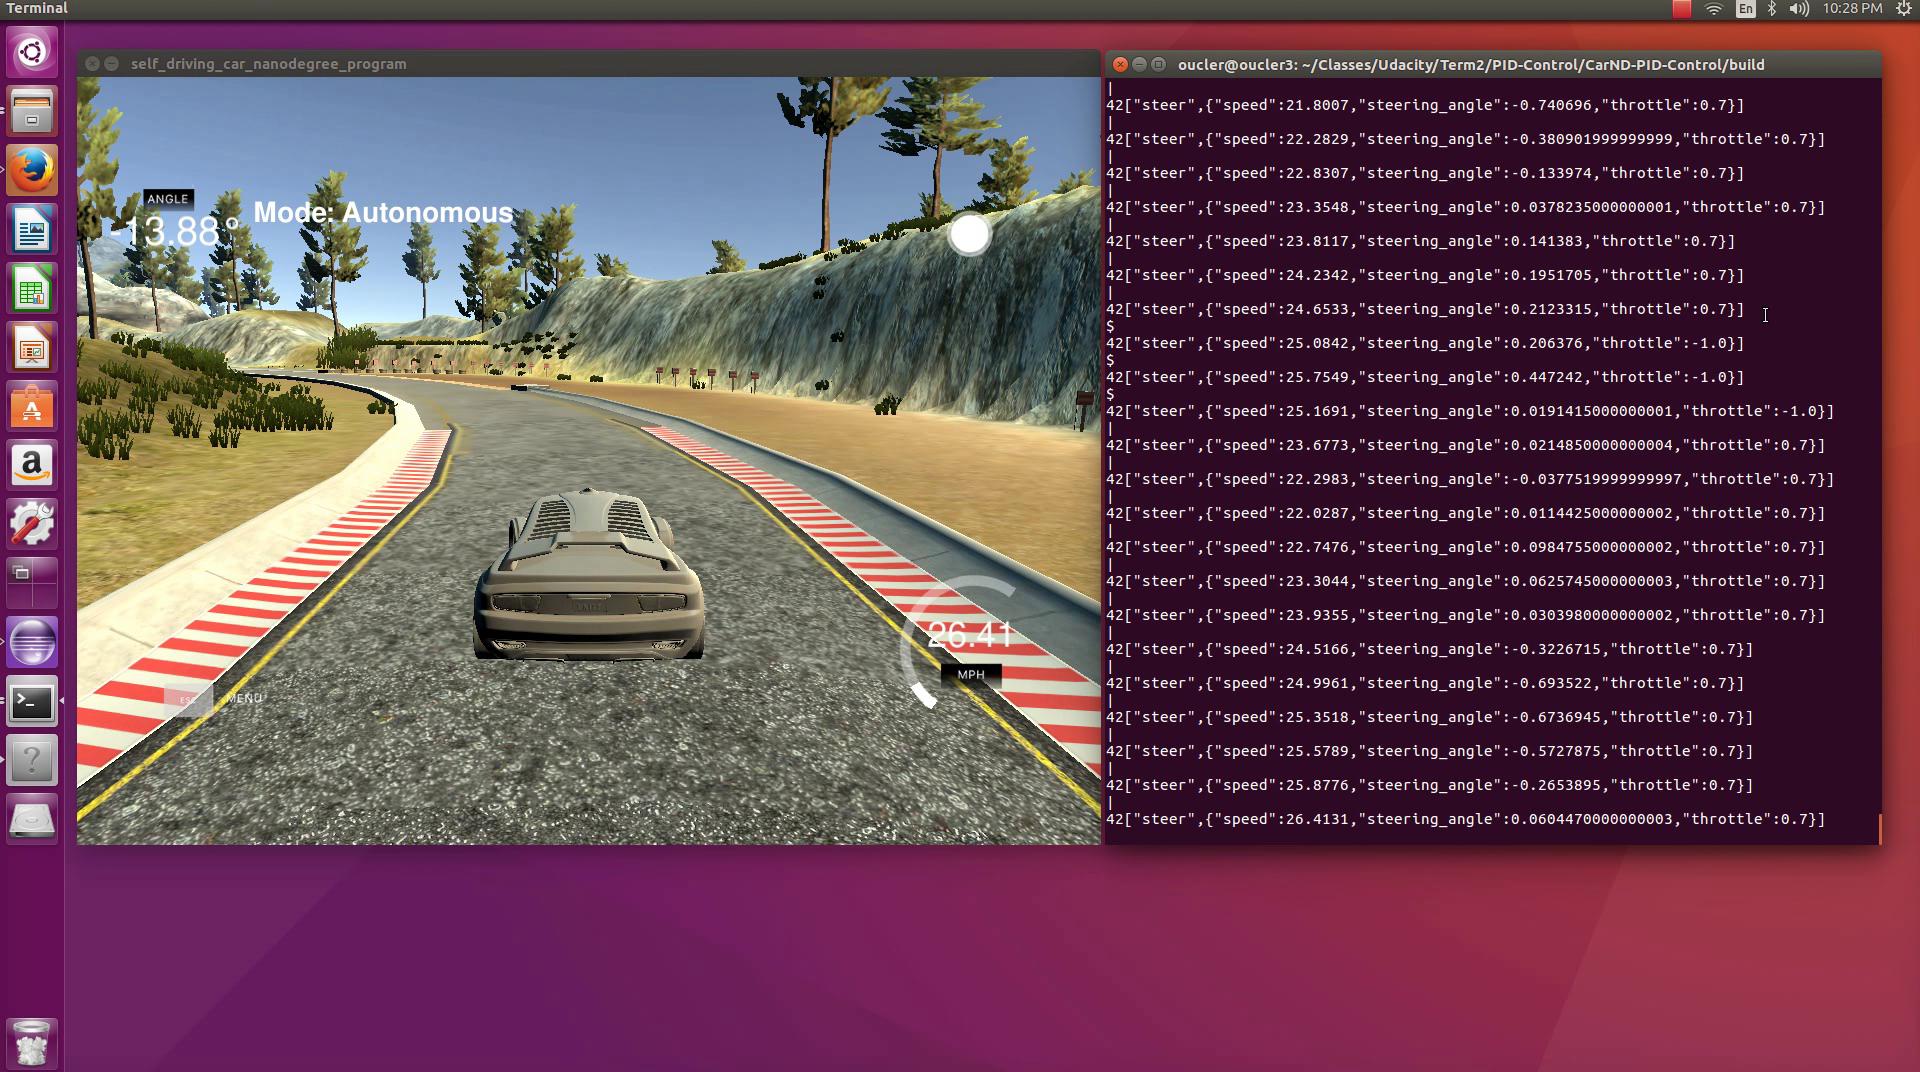 Terminal
En
10:28 PM
self_driving_car_nanodegree_program
ANGLE
-13.88°
Mode: Autonomous
26.41
MPH
ESC
MENU
oucler@oucler3: ~/Classes/Udacity/Term2/PID-Control/CarND-PID-Control/build
|
42["steer",{"speed":21.8007,"steering_angle":-0.740696,"throttle":0.7}]
|
42["steer",{"speed":22.2829,"steering_angle":-0.380901999999999,"throttle":0.7}]
|
42["steer",{"speed":22.8307,"steering_angle":-0.133974,"throttle":0.7}]
|
42["steer",{"speed":23.3548,"steering_angle":0.0378235000000001,"throttle":0.7}]
|
42["steer",{"speed":23.8117,"steering_angle":0.141383,"throttle":0.7}]
|
42["steer",{"speed":24.2342,"steering_angle":0.1951705,"throttle":0.7}]
|
42["steer",{"speed":24.6533,"steering_angle":0.2123315,"throttle":0.7}]
$
42["steer",{"speed":25.0842,"steering_angle":0.206376,"throttle":-1.0}]
$
42["steer",{"speed":25.7549,"steering_angle":0.447242,"throttle":-1.0}]
$
42["steer",{"speed":25.1691,"steering_angle":0.0191415000000001,"throttle":-1.0}]
|
42["steer",{"speed":23.6773,"steering_angle":0.0214850000000004,"throttle":0.7}]
|
42["steer",{"speed":22.2983,"steering_angle":-0.0377519999999997,"throttle":0.7}]
|
42["steer",{"speed":22.0287,"steering_angle":0.0114425000000002,"throttle":0.7}]
|
42["steer",{"speed":22.7476,"steering_angle":0.0984755000000002,"throttle":0.7}]
|
42["steer",{"speed":23.3044,"steering_angle":0.0625745000000003,"throttle":0.7}]
|
42["steer",{"speed":23.9355,"steering_angle":0.0303980000000002,"throttle":0.7}]
|
42["steer",{"speed":24.5166,"steering_angle":-0.3226715,"throttle":0.7}]
|
42["steer",{"speed":24.9961,"steering_angle":-0.693522,"throttle":0.7}]
|
42["steer",{"speed":25.3518,"steering_angle":-0.6736945,"throttle":0.7}]
|
42["steer",{"speed":25.5789,"steering_angle":-0.5727875,"throttle":0.7}]
|
42["steer",{"speed":25.8776,"steering_angle":-0.2653895,"throttle":0.7}]
|
42["steer",{"speed":26.4131,"steering_angle":0.0604470000000003,"throttle":0.7}]